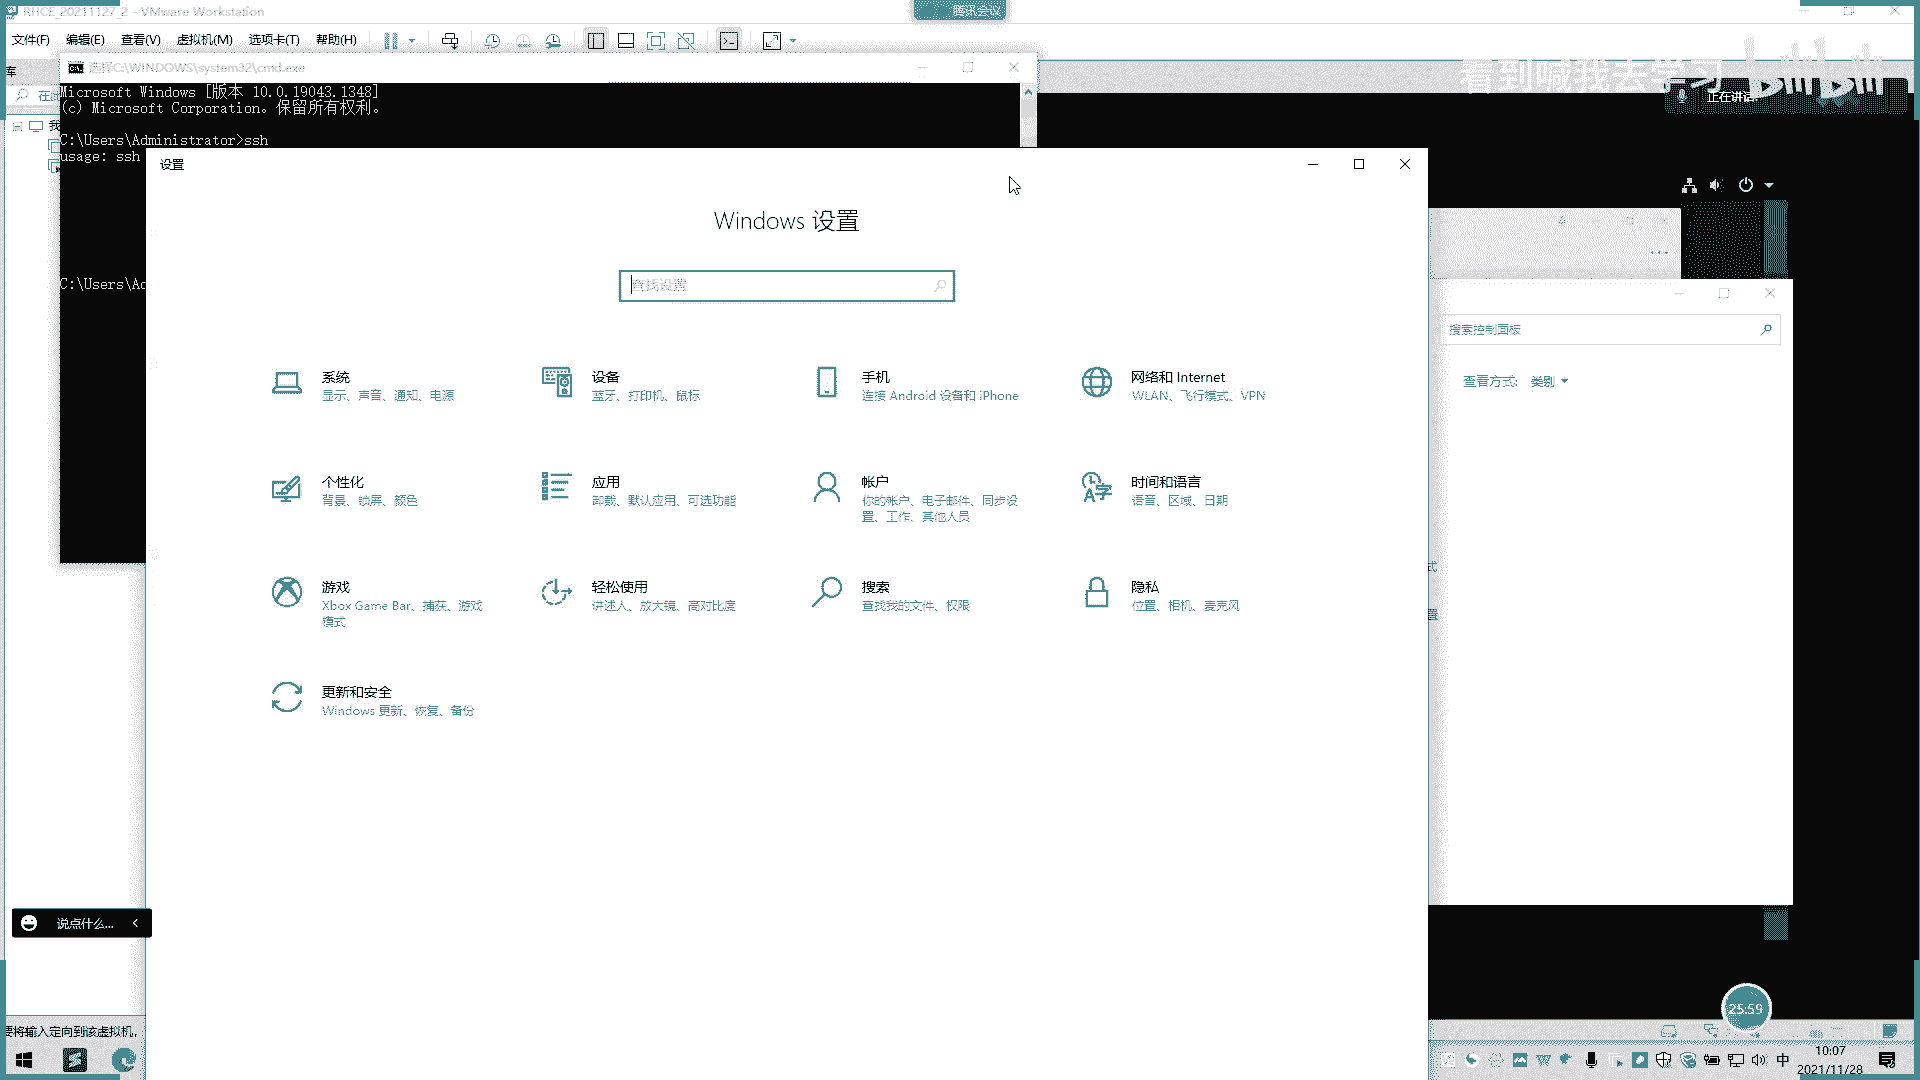 RHCE_20211127_2 - VMware Workstation
腾讯会议
文件(F) 编辑(E) 查看(V) 虚拟机(M) 选项卡(T) 帮助(H)
看到喊我去学习 bilibili
正在讲话:
库
选择C:\WINDOWS\system32\cmd.exe
在
我
Microsoft Windows [版本 10.0.19043.1348]
(c) Microsoft Corporation。保留所有权利。
C:\Users\Administrator>ssh
usage: ssh
C:\Users\Ad
设置
Windows 设置
查找设置
系统
显示、声音、通知、电源
设备
蓝牙、打印机、鼠标
手机
连接 Android 设备和 iPhone
网络和 Internet
WLAN、飞行模式、VPN
个性化
背景、锁屏、颜色
应用
卸载、默认应用、可选功能
帐户
你的帐户、电子邮件、同步设
置、工作、其他人员
时间和语言
语音、区域、日期
游戏
Xbox Game Bar、捕获、游戏
模式
轻松使用
讲述人、放大镜、高对比度
搜索
查找我的文件、权限
隐私
位置、相机、麦克风
更新和安全
Windows 更新、恢复、备份
搜索控制面板
查看方式: 类别
说点什么...
25:59
要将输入定向到该虚拟机，
中
10:07
2021/11/28